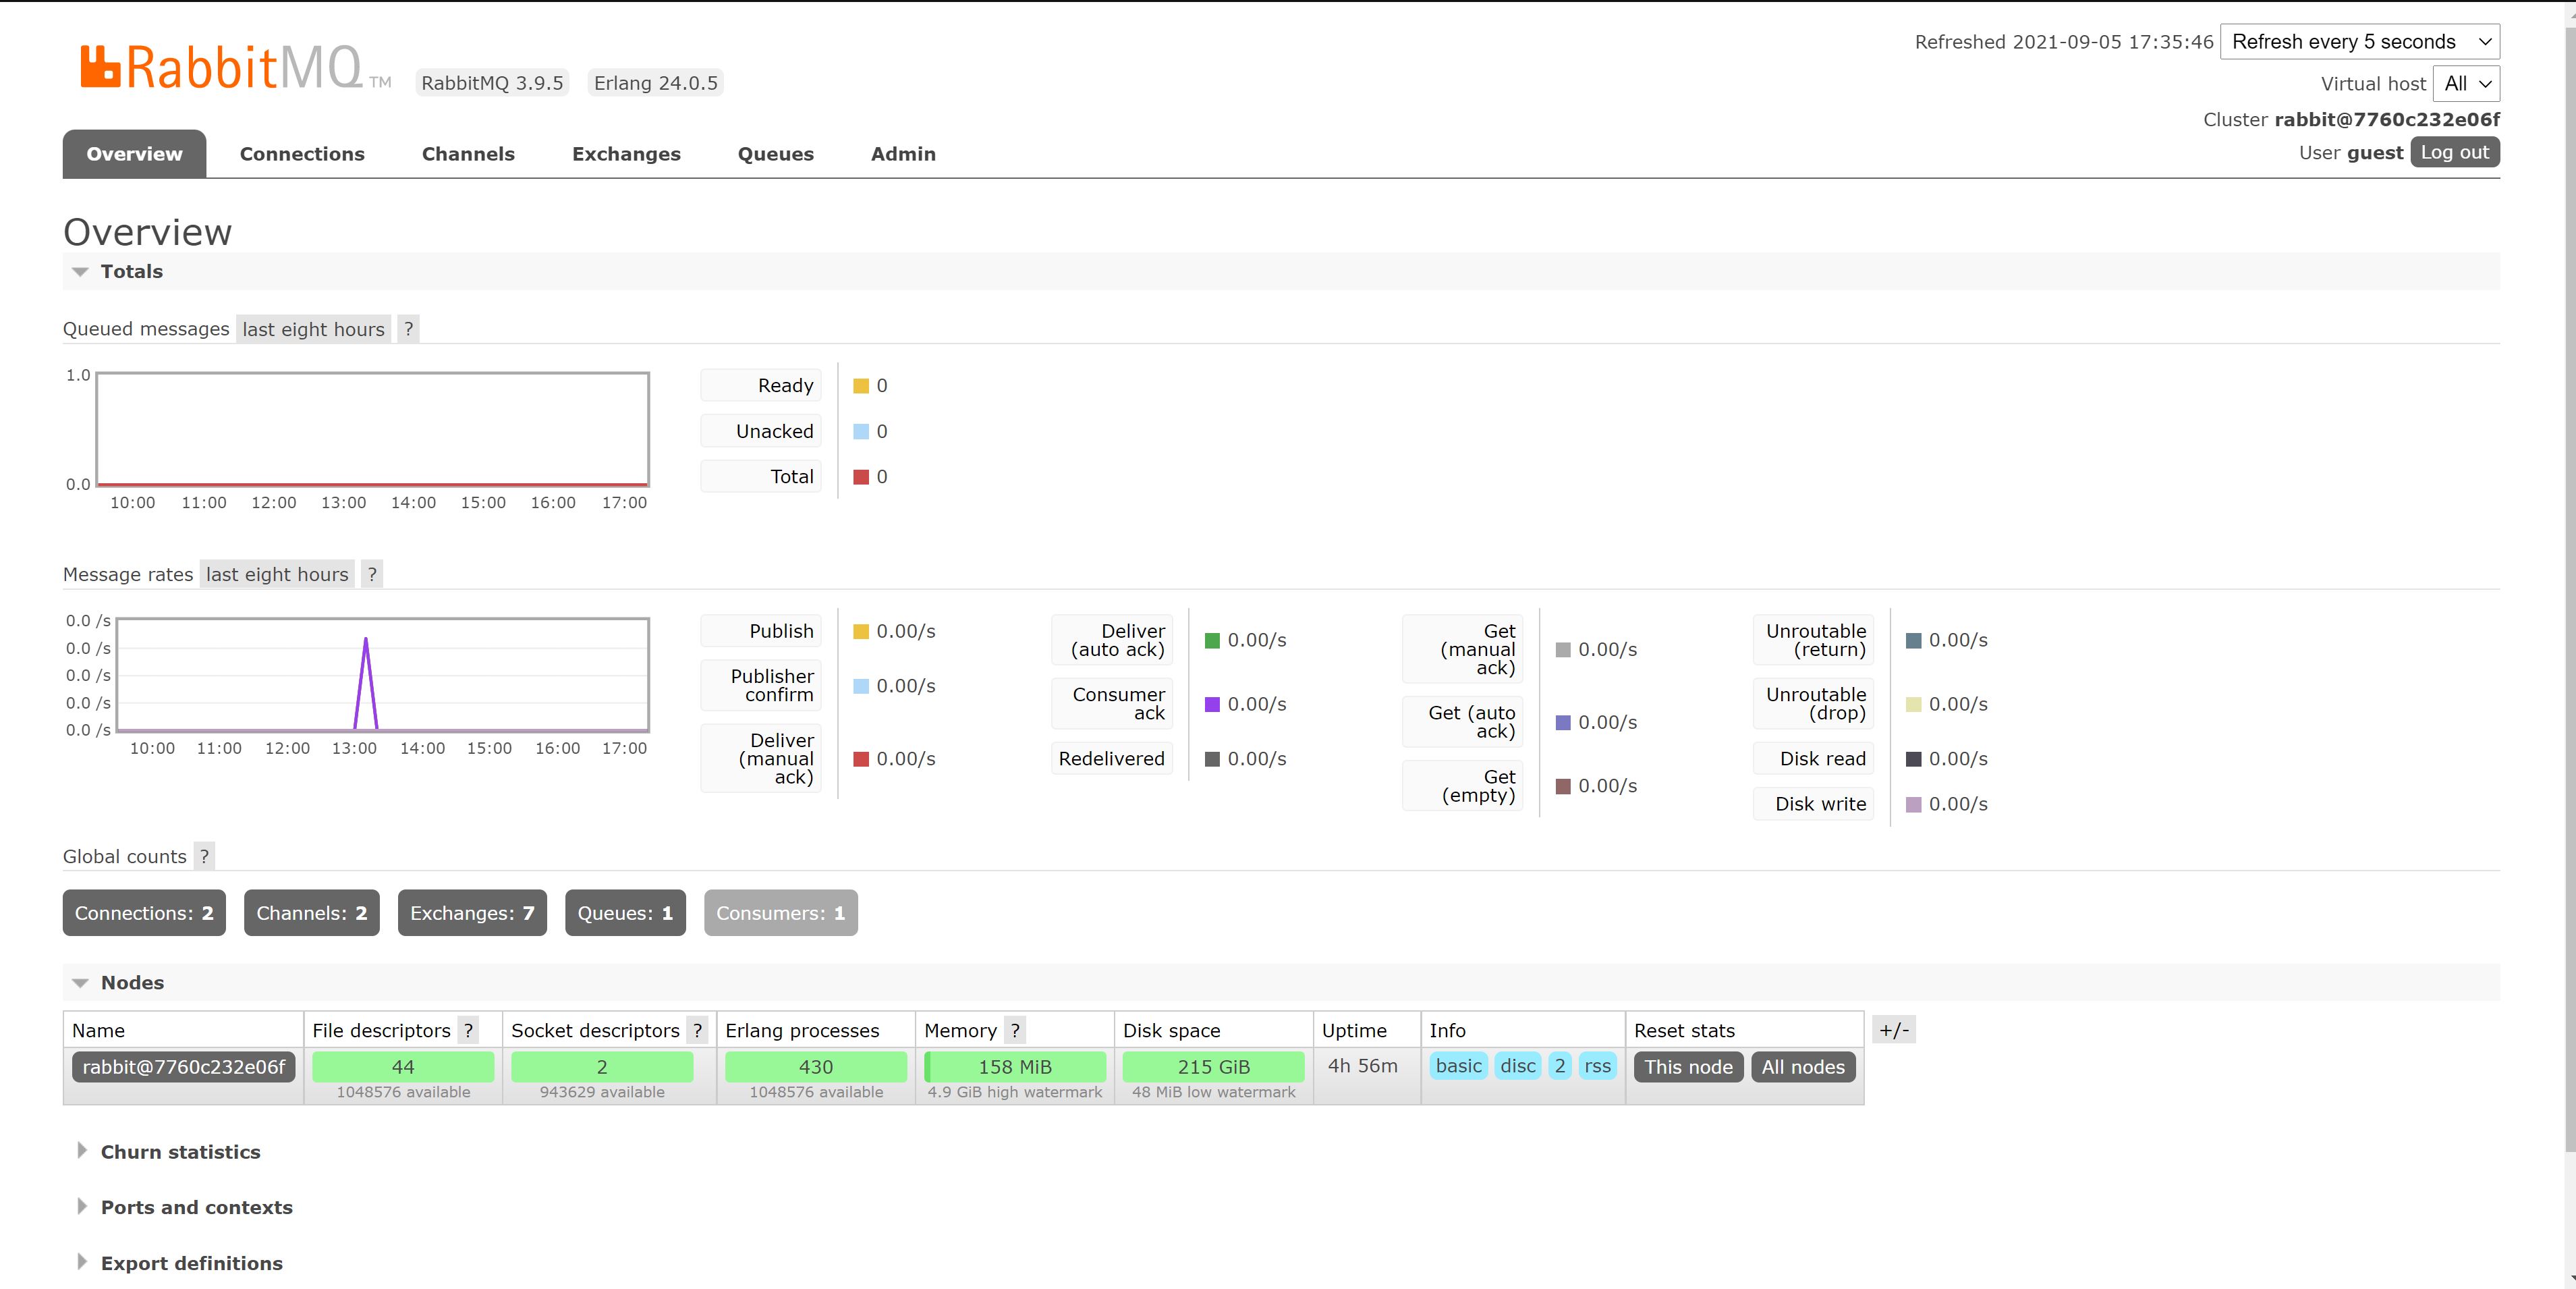 RabbitMQ TM RabbitMQ 3.9.5 Erlang 24.0.5
Refreshed 2021-09-05 17:35:46 Refresh every 5 seconds
Virtual host All
Cluster rabbit@7760c232e06f
User guest Log out
Overview Connections Channels Exchanges Queues Admin
Overview
Totals
Queued messages last eight hours ?
1.0
0.0
10:00 11:00 12:00 13:00 14:00 15:00 16:00 17:00
Ready 0
Unacked 0
Total 0
Message rates last eight hours ?
0.0 /s
0.0 /s
0.0 /s
0.0 /s
0.0 /s
10:00 11:00 12:00 13:00 14:00 15:00 16:00 17:00
Publish 0.00/s
Publisher
confirm 0.00/s
Deliver
(manual 0.00/s
ack)
Deliver
(auto ack) 0.00/s
Consumer
ack 0.00/s
Redelivered 0.00/s
Get
(manual 0.00/s
ack)
Get (auto
ack) 0.00/s
Get
(empty) 0.00/s
Unroutable
(return) 0.00/s
Unroutable
(drop) 0.00/s
Disk read 0.00/s
Disk write 0.00/s
Global counts ?
Connections: 2 Channels: 2 Exchanges: 7 Queues: 1 Consumers: 1
Nodes
Name File descriptors ? Socket descriptors ? Erlang processes Memory ? Disk space Uptime Info Reset stats +/-
rabbit@7760c232e06f 44 2 430 158 MiB 215 GiB 4h 56m basic disc 2 rss This node All nodes
1048576 available 943629 available 1048576 available 4.9 GiB high watermark 48 MiB low watermark
Churn statistics
Ports and contexts
Export definitions